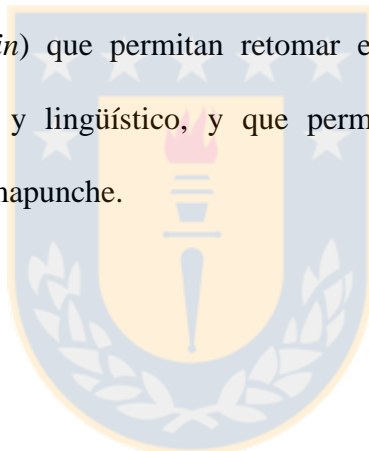 in) que permitan retomar e
y lingüístico, y que perm
napunche.